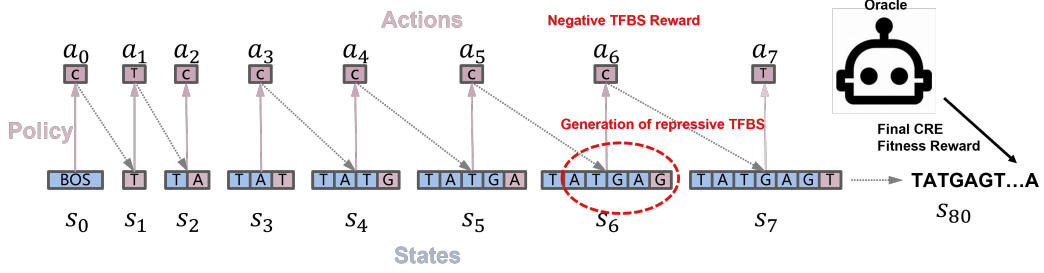 Oracle
Actions
Negative TFBS Reward
a0 a1 a2 a3 a4 a5 a6 a7
C T C C C C C T
Policy
Generation of repressive TFBS
Final CRE
Fitness Reward
BOS T T A T A T T A T G T A T G A T A T G A G T A T G A G T TATGAGT...A
s0 s1 s2 s3 s4 s5 s6 s7 s80
States